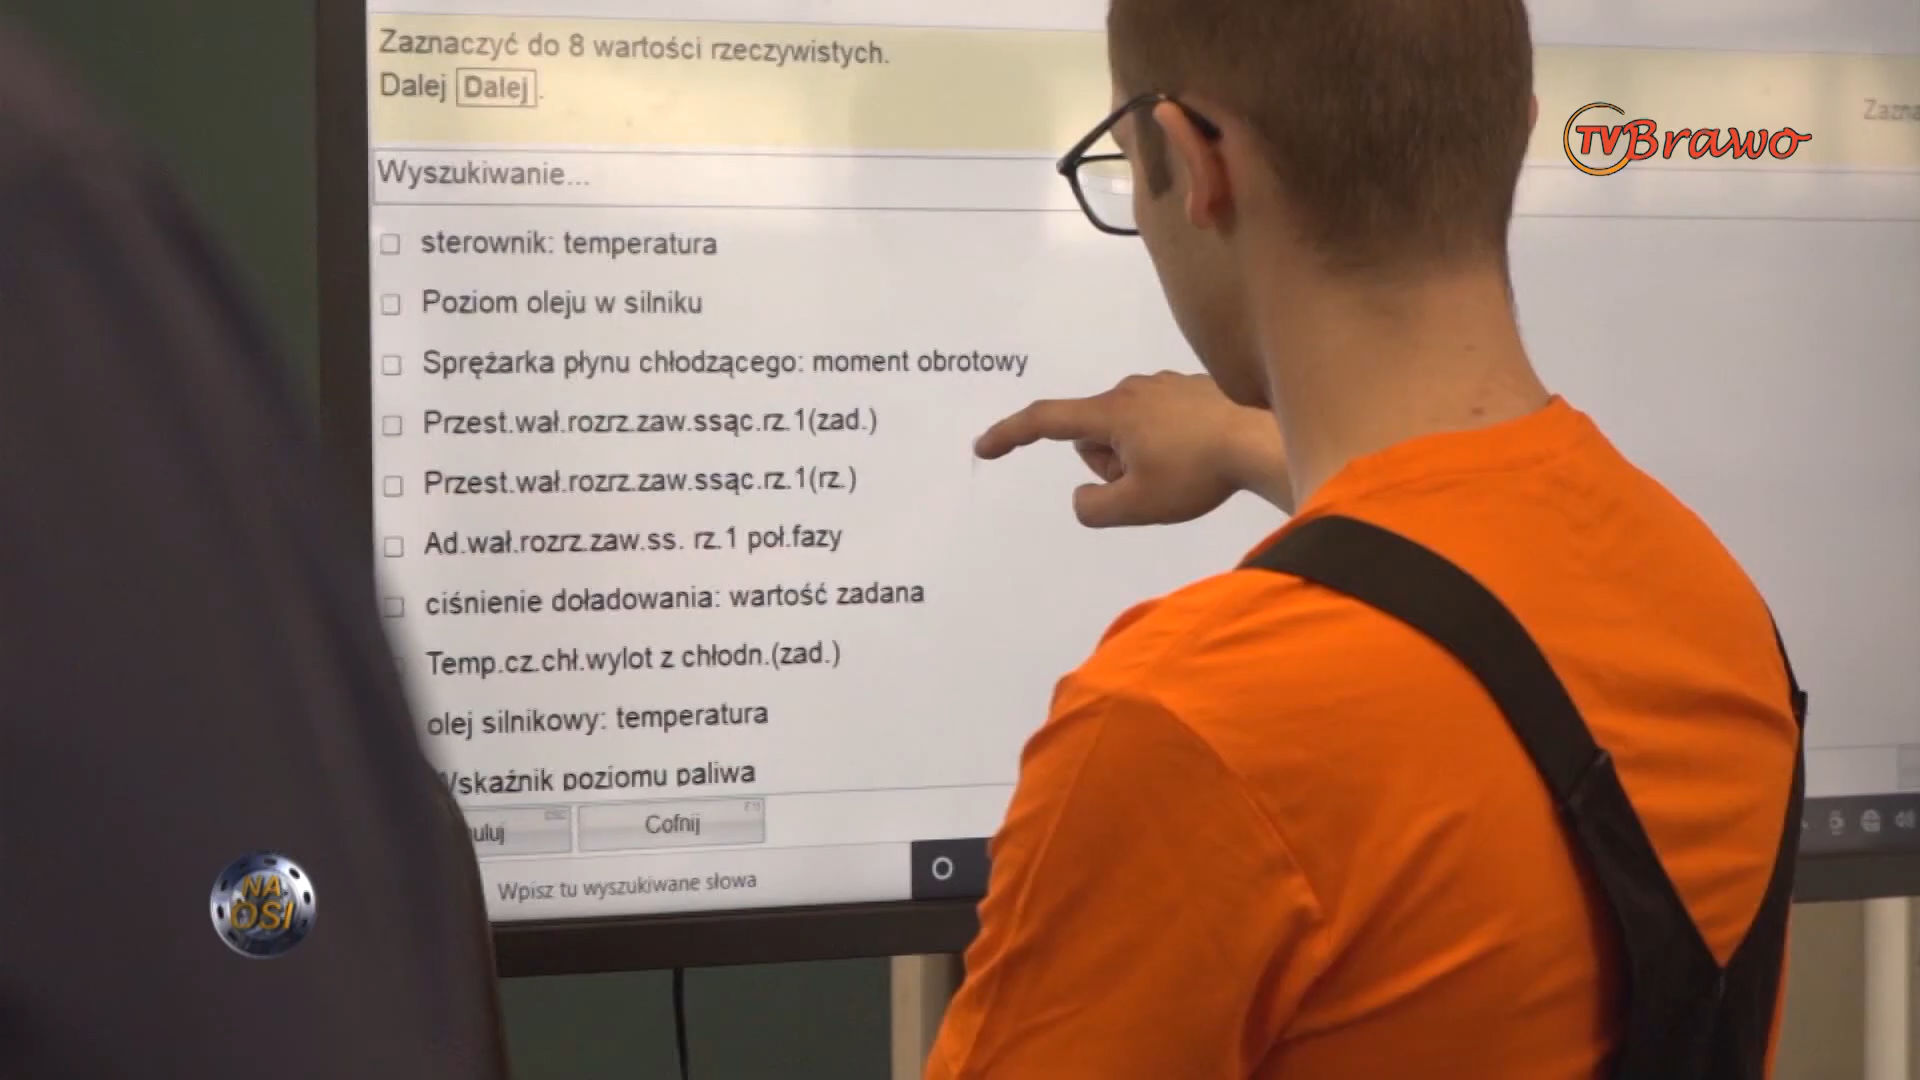 Zaznaczyć do 8 wartości rzeczywistych.
Dalej Dalej.
Wyszukiwanie...
sterownik: temperatura
Poziom oleju w silniku
Sprężarka płynu chłodzącego: moment obrotowy
Przest.wał.rozrz.zaw.ssąc.rz.1(zad.)
Przest.wał.rozrz.zaw.ssąc.rz.1(rz.)
Ad.wał.rozrz.zaw.ss. rz.1 poł.fazy
ciśnienie doładowania: wartość zadana
Temp.cz.chł.wylot z chłodn.(zad.)
olej silnikowy: temperatura
Wskaźnik poziomu paliwa
Cofnij
Wpisz tu wyszukiwane słowa
TV Brawo
NA
OSI